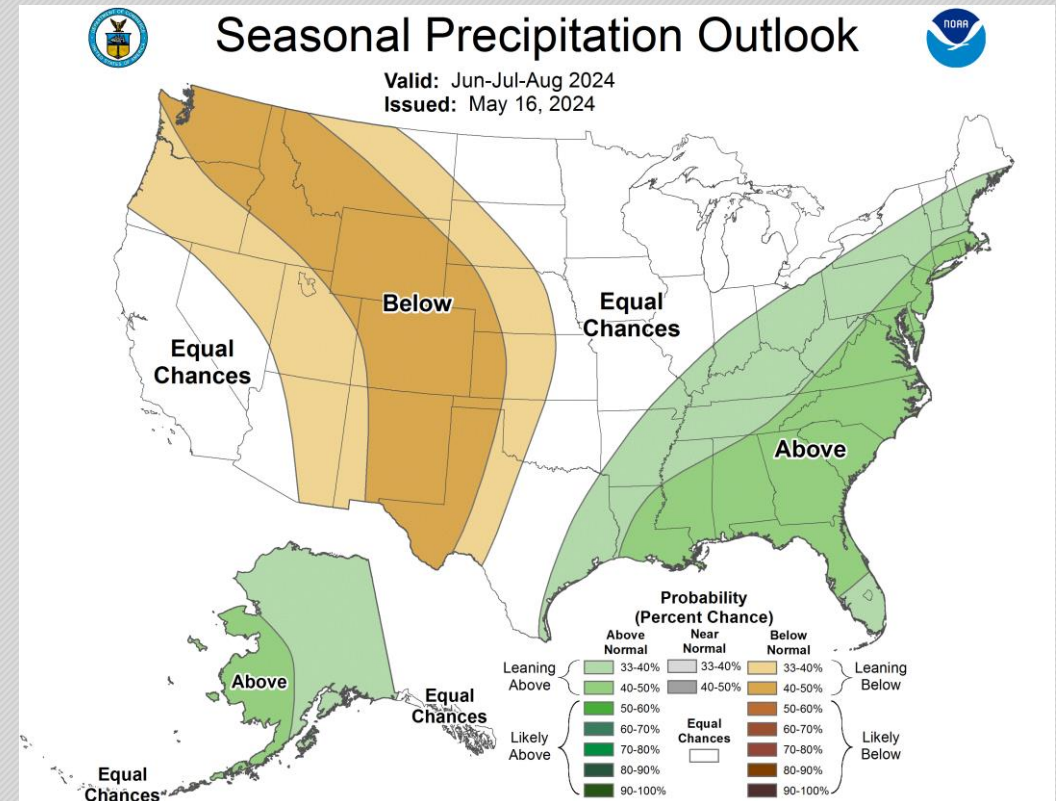 Seasonal Precipitation Outlook
NOAA
Valid: Jun-Jul-Aug 2024
Issued: May 16, 2024
Below
Equal
Chances
Equal
Chances
Above
Above
Equal
Chances
Equal
Chances
Probability
(Percent Chance)
Above
Normal
Near
Normal
Below
Normal
Leaning
Above
33-40%
33-40%
33-40%
Leaning
Below
40-50%
40-50%
40-50%
Likely
Above
50-60%
60-70%
70-80%
80-90%
90-100%
Equal
Chances
50-60%
60-70%
70-80%
80-90%
90-100%
Likely
Below